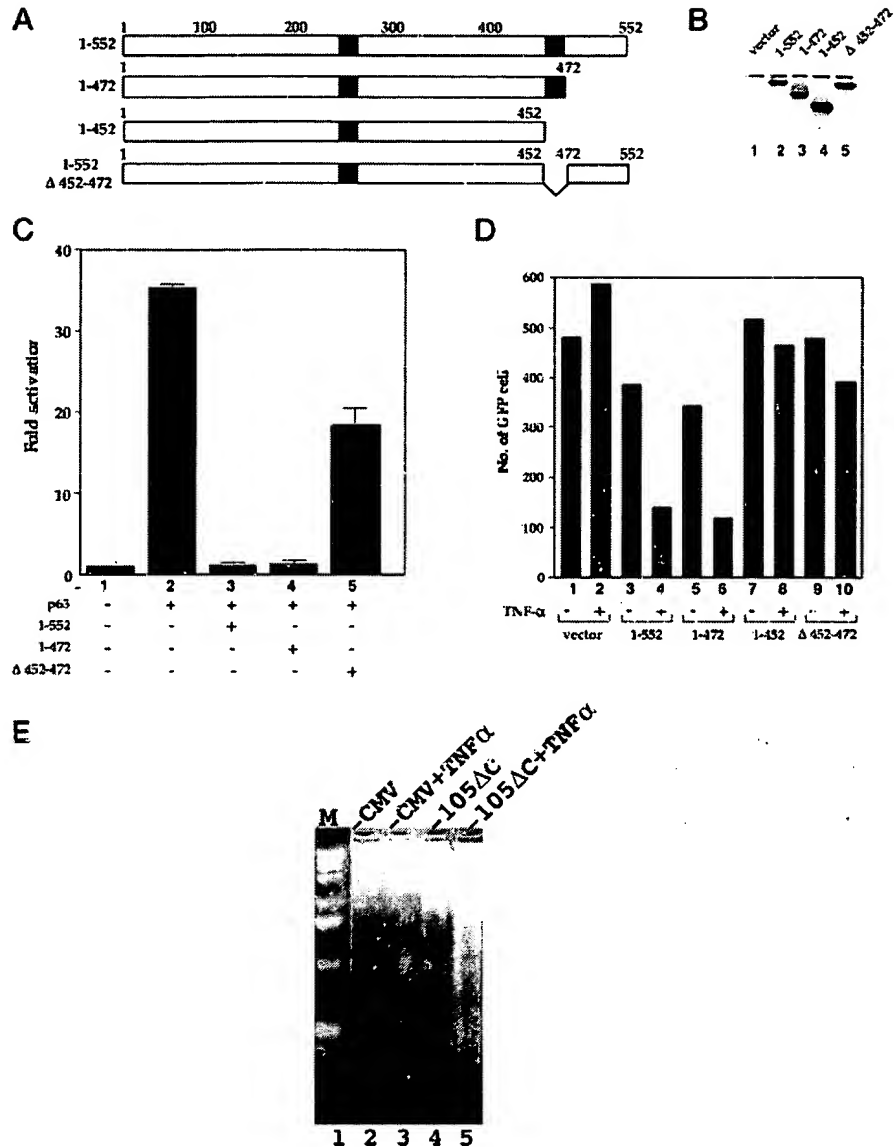 A
1 100 200 300 400 552
1-552
1 472
1-472
1 452
1-452
1 452 472 552
1-552
Δ 452-472
B
vector 1-552 1-472 1-452 Δ 452-472
1 2 3 4 5
C
40
30
20
10
0
Fold activation
1 2 3 4 5
p65 - + + + +
1-552 - - + - -
1-472 - - - + -
Δ 452-472 - - - - +
D
600
500
400
300
200
100
0
No. of GFP cell
1 2 3 4 5 6 7 8 9 10
TNF-α - + - + - + - + - +
vector 1-552 1-472 1-452 Δ 452-472
E
M -CMV -CMV+TNFα -105ΔC -105ΔC+TNFα
1 2 3 4 5